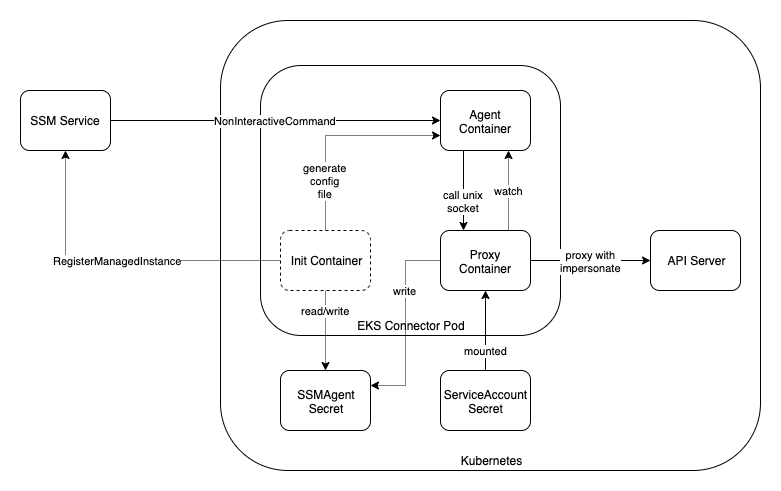 SSM Service
NonInteractiveCommand
Agent
Container
generate
config
file
call unix
socket
watch
RegisterManagedInstance
Init Container
Proxy
Container
proxy with
impersonate
API Server
write
read/write
EKS Connector Pod
mounted
SSMAgent
Secret
ServiceAccount
Secret
Kubernetes